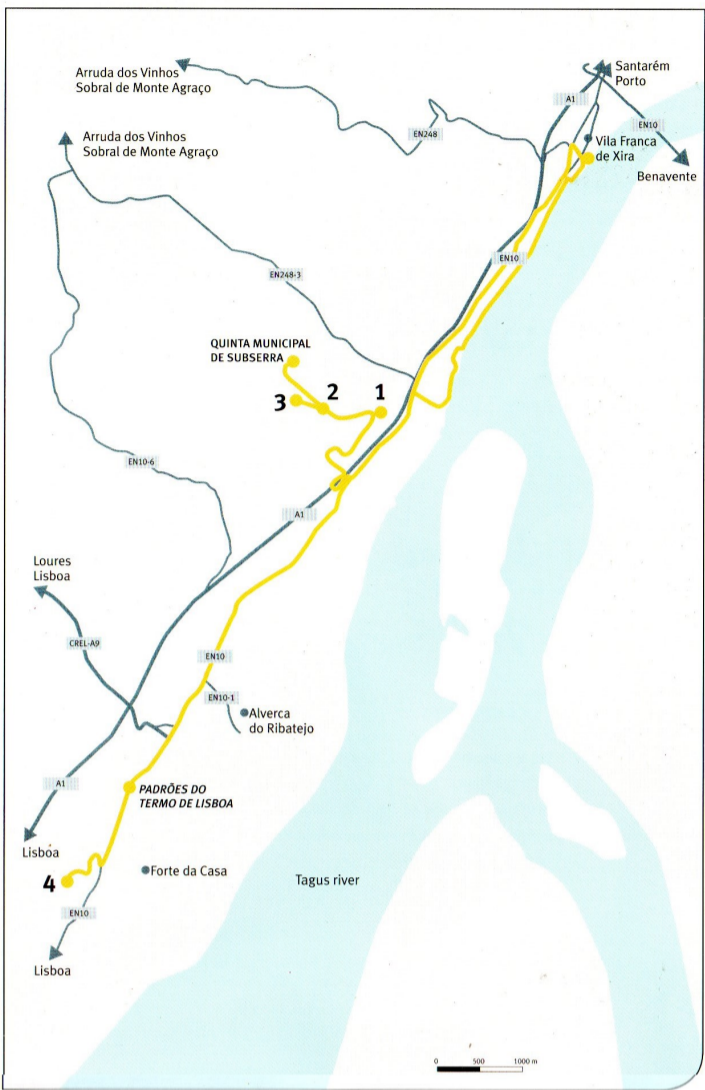 Arruda dos Vinhos
Sobral de Monte Agraço
Santarém
Porto
A1
EN10
EN248
Arruda dos Vinhos
Sobral de Monte Agraço
Vila Franca
de Xira
Benavente
EN10
EN248-3
QUINTA MUNICIPAL
DE SUBSERRA
1
2
3
EN10-6
A1
Loures
Lisboa
CREL-A9
EN10
EN10-1
Alverca
do Ribatejo
A1
PADRÕES DO
TERMO DE LISBOA
Lisboa
4
Forte da Casa
Tagus river
EN10
Lisboa
0 500 1000 m